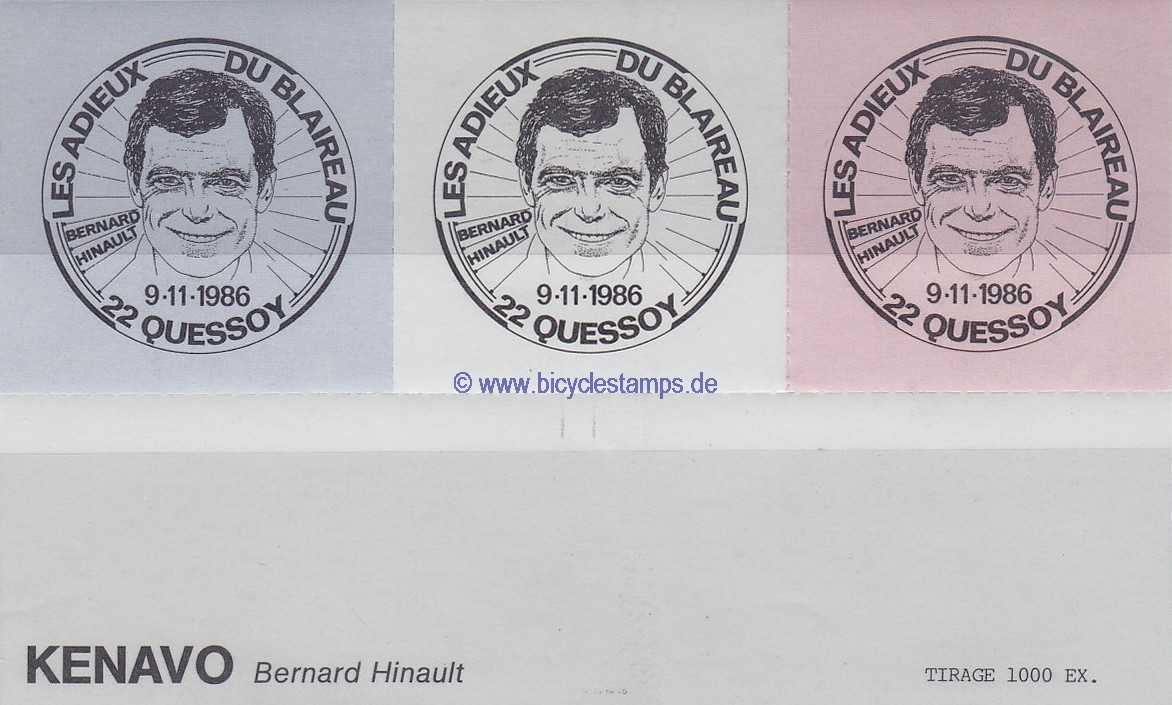 LES ADIEUX DU BLAIREAU
BERNARD
HINAULT
9·11·1986
22 QUESSOY
LES ADIEUX DU BLAIREAU
BERNARD
HINAULT
9·11·1986
22 QUESSOY
LES ADIEUX DU BLAIREAU
BERNARD
HINAULT
9·11·1986
22 QUESSOY
© www.bicyclestamps.de
KENAVO Bernard Hinault
TIRAGE 1000 EX.